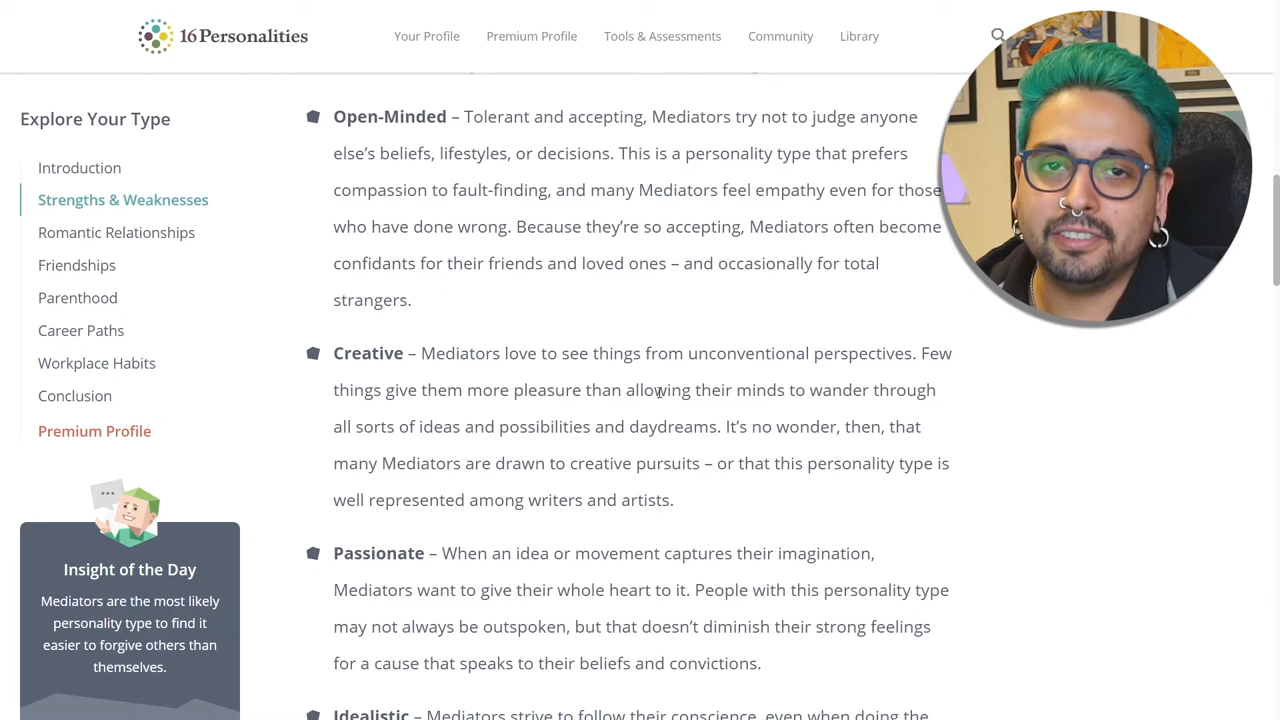 16Personalities
Your Profile
Premium Profile
Tools & Assessments
Community
Library
Explore Your Type
Introduction
Strengths & Weaknesses
Romantic Relationships
Friendships
Parenthood
Career Paths
Workplace Habits
Conclusion
Premium Profile
Insight of the Day
Mediators are the most likely
personality type to find it
easier to forgive others than
themselves.
Open-Minded – Tolerant and accepting, Mediators try not to judge anyone
else’s beliefs, lifestyles, or decisions. This is a personality type that prefers
compassion to fault-finding, and many Mediators feel empathy even for those
who have done wrong. Because they’re so accepting, Mediators often become
confidants for their friends and loved ones – and occasionally for total
strangers.
Creative – Mediators love to see things from unconventional perspectives. Few
things give them more pleasure than allowing their minds to wander through
all sorts of ideas and possibilities and daydreams. It’s no wonder, then, that
many Mediators are drawn to creative pursuits – or that this personality type is
well represented among writers and artists.
Passionate – When an idea or movement captures their imagination,
Mediators want to give their whole heart to it. People with this personality type
may not always be outspoken, but that doesn’t diminish their strong feelings
for a cause that speaks to their beliefs and convictions.
Idealistic – Mediators strive to follow their conscience, even when doing the